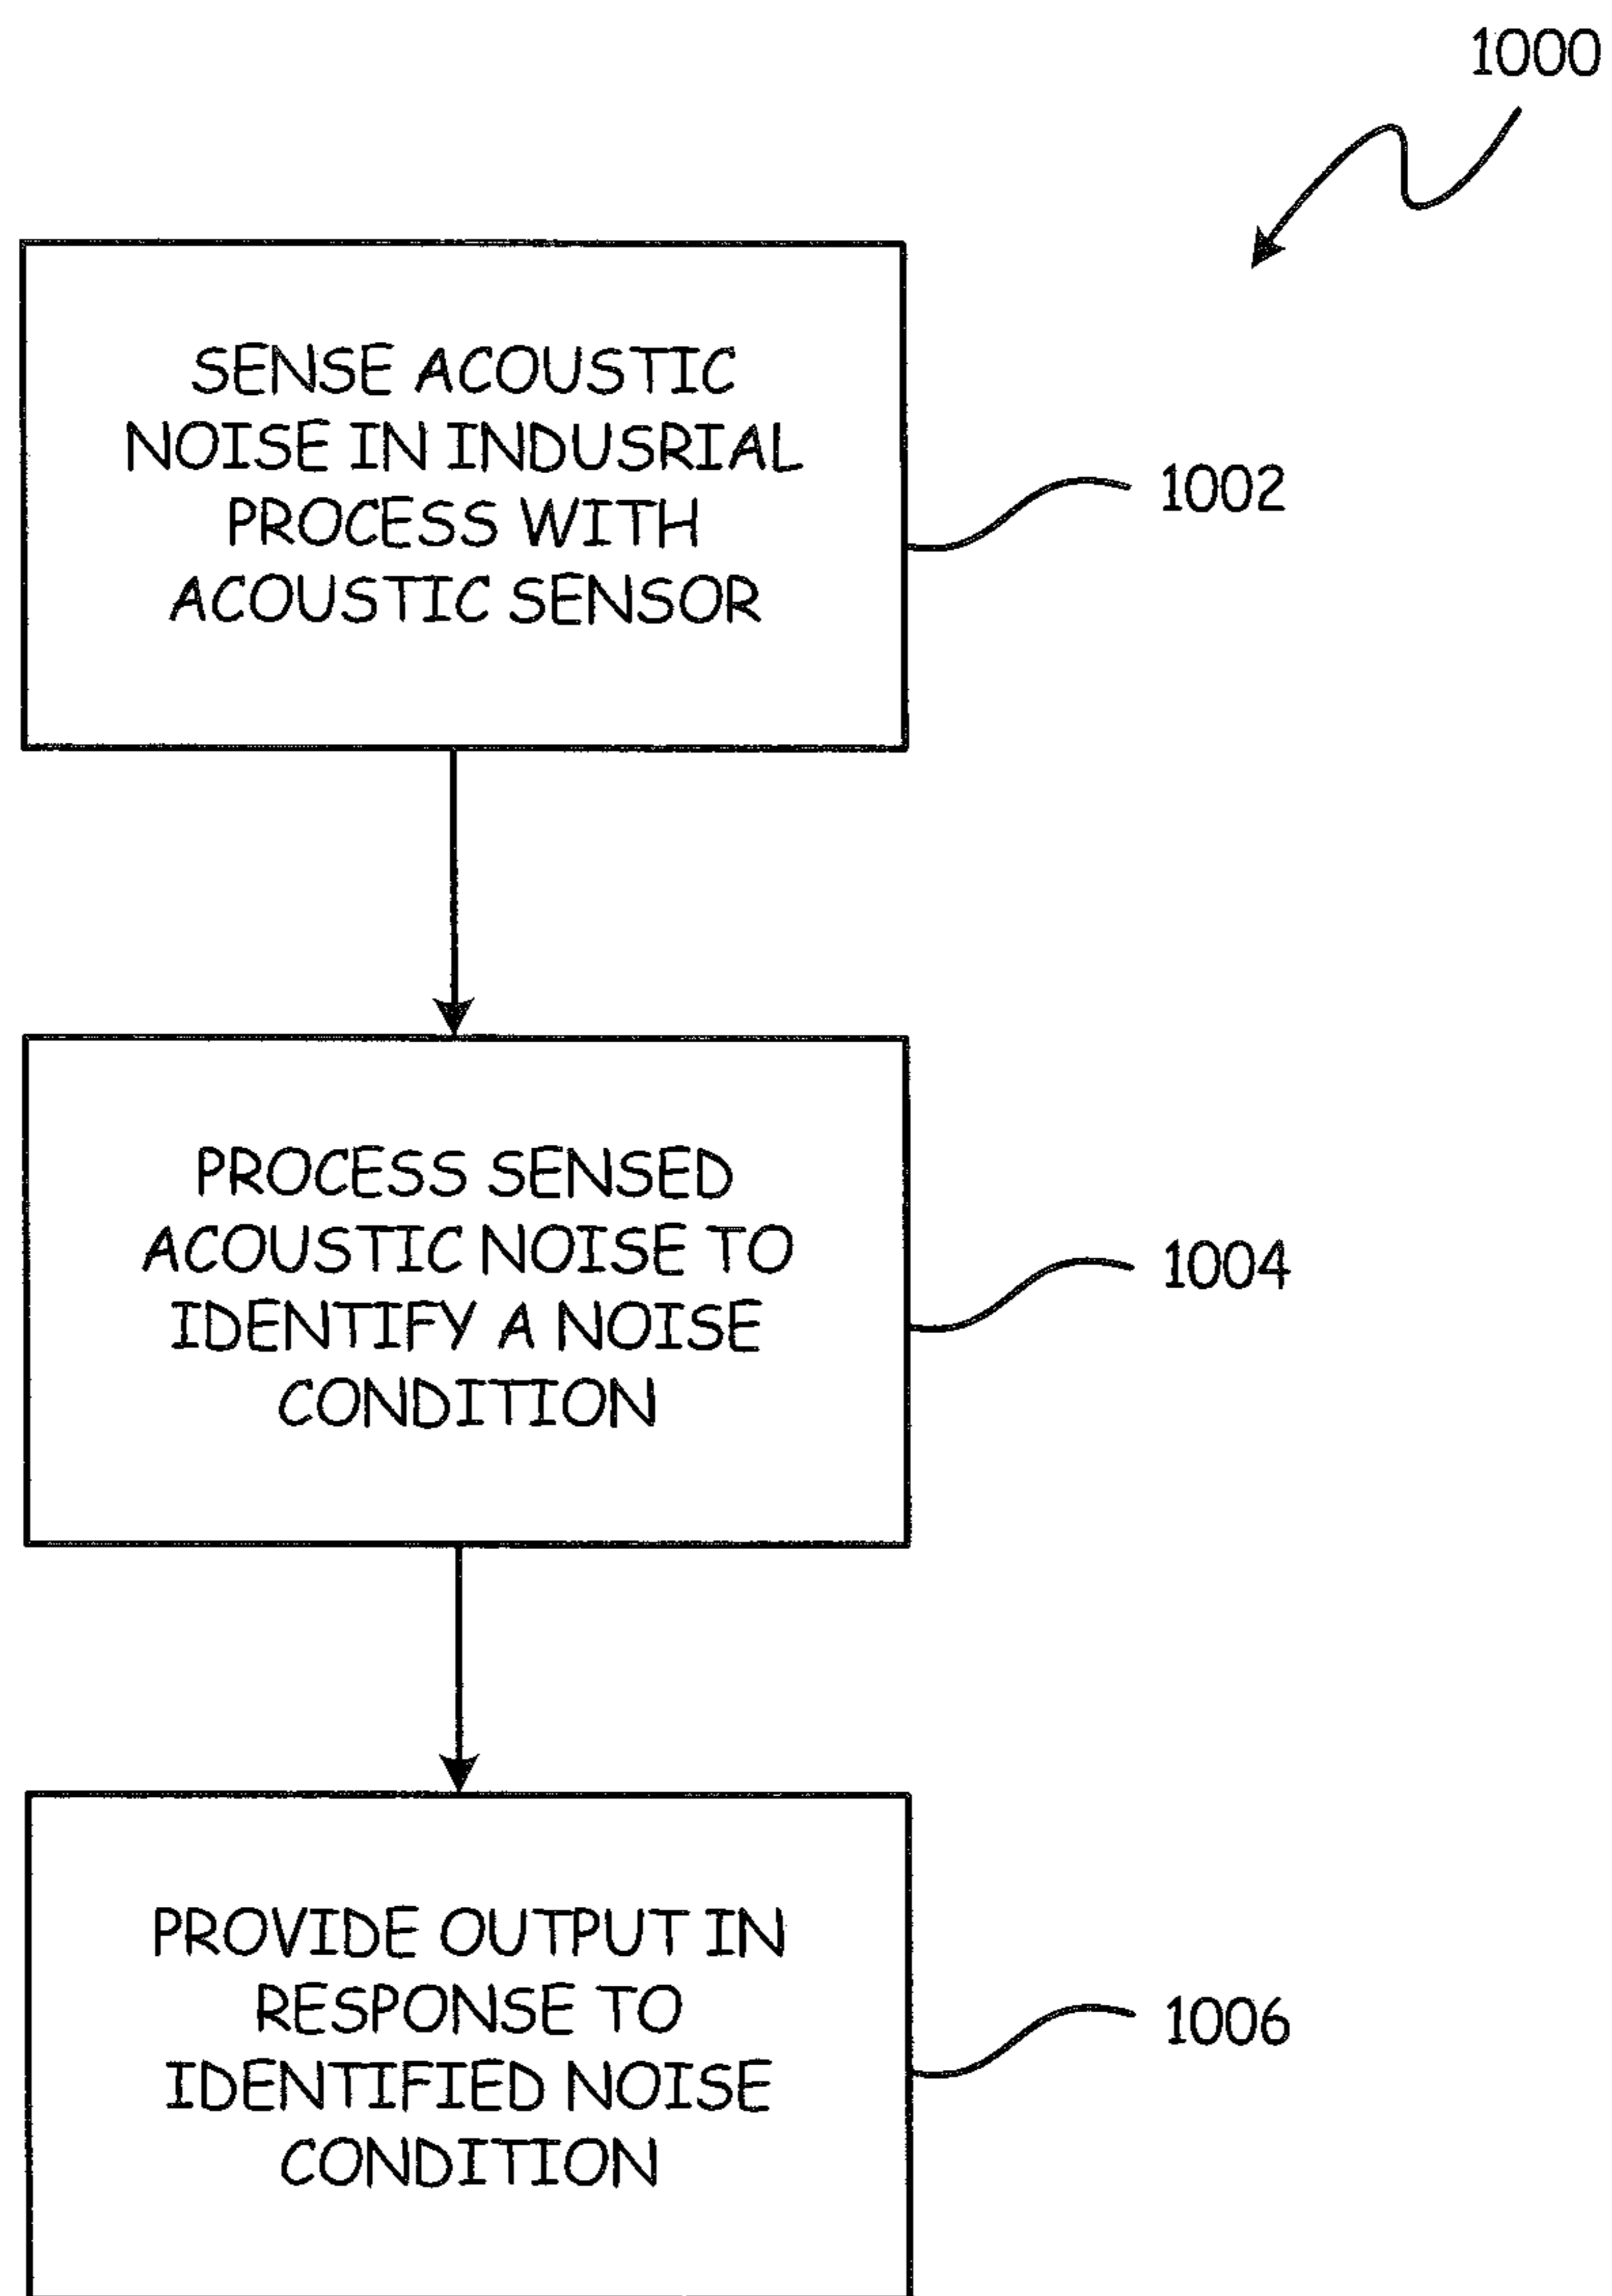 1000
SENSE ACOUSTIC
NOISE IN INDUSRIAL
PROCESS WITH
ACOUSTIC SENSOR
1002
PROCESS SENSED
ACOUSTIC NOISE TO
IDENTIFY A NOISE
CONDITION
1004
PROVIDE OUTPUT IN
RESPONSE TO
IDENTIFIED NOISE
CONDITION
1006